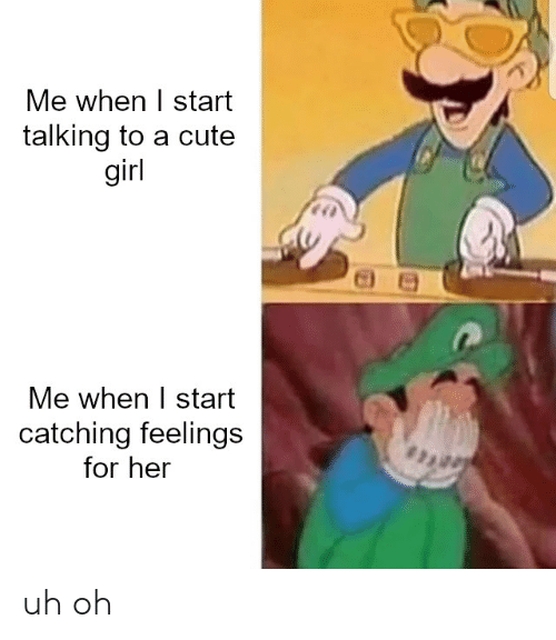 Me when I start
talking to a cute
girl
Me when I start
catching feelings
for her
uh oh